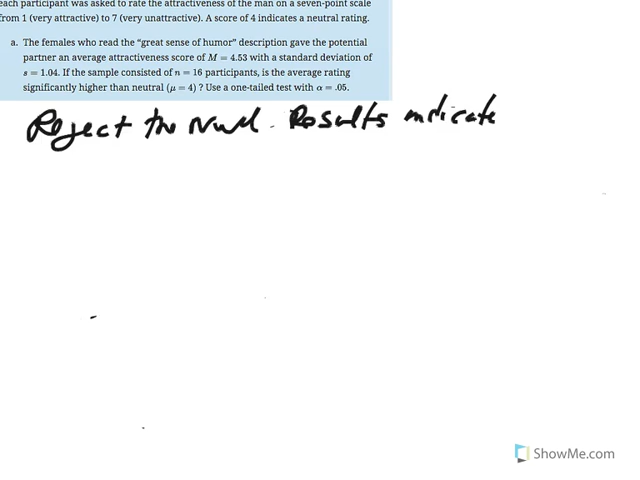 each participant was asked to rate the attractiveness of the man on a seven-point scale
from 1 (very attractive) to 7 (very unattractive). A score of 4 indicates a neutral rating.
a. The females who read the “great sense of humor” description gave the potential
partner an average attractiveness score of M = 4.53 with a standard deviation of
s = 1.04. If the sample consisted of n = 16 participants, is the average rating
significantly higher than neutral (μ = 4) ? Use a one-tailed test with α = .05.
Reject the Null. Results indicate
ShowMe.com